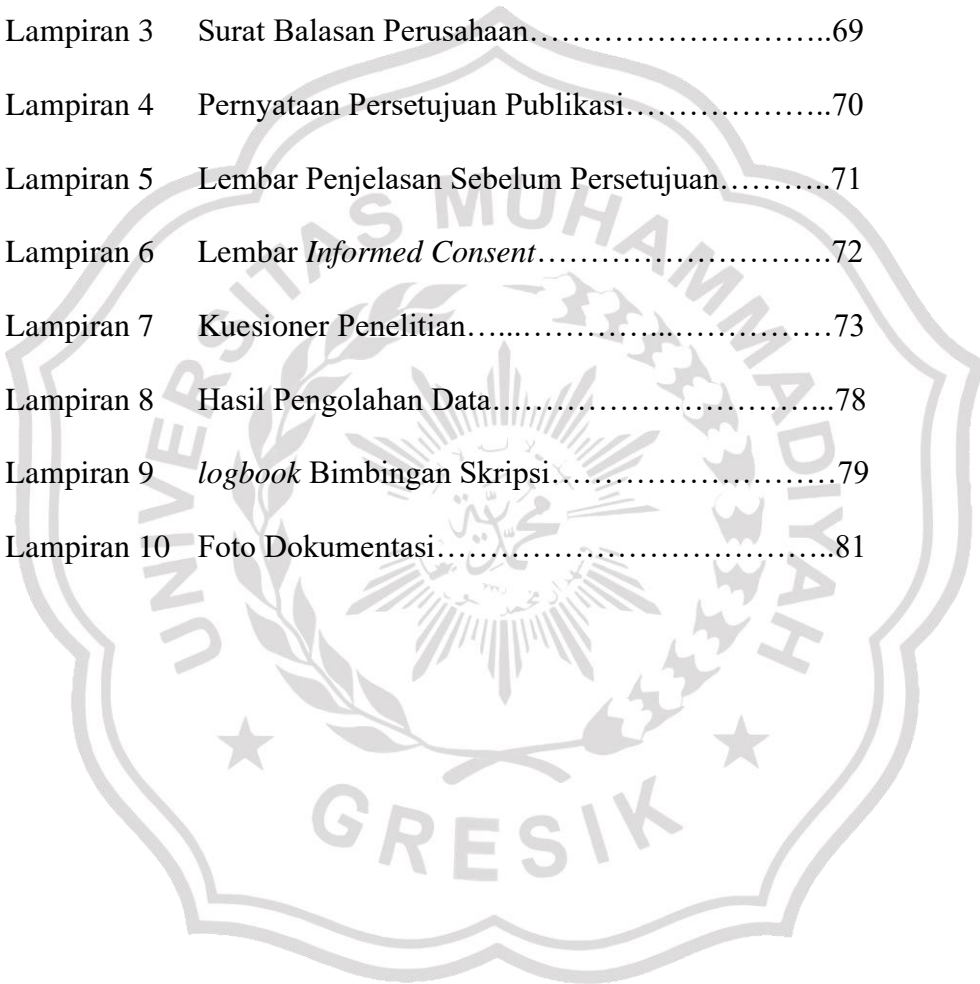 Lampiran 3 Surat Balasan Perusahaan………………………..69
Lampiran 4 Pernyataan Persetujuan Publikasi………………..70
Lampiran 5 Lembar Penjelasan Sebelum Persetujuan………..71
Lampiran 6 Lembar Informed Consent……………………….72
Lampiran 7 Kuesioner Penelitian…...…………..……………73
Lampiran 8 Hasil Pengolahan Data…………………………...78
Lampiran 9 logbook Bimbingan Skripsi………………………79
Lampiran 10 Foto Dokumentasi………………………………..81
UNIVERSITAS MUHAMMADIYAH
GRESIK